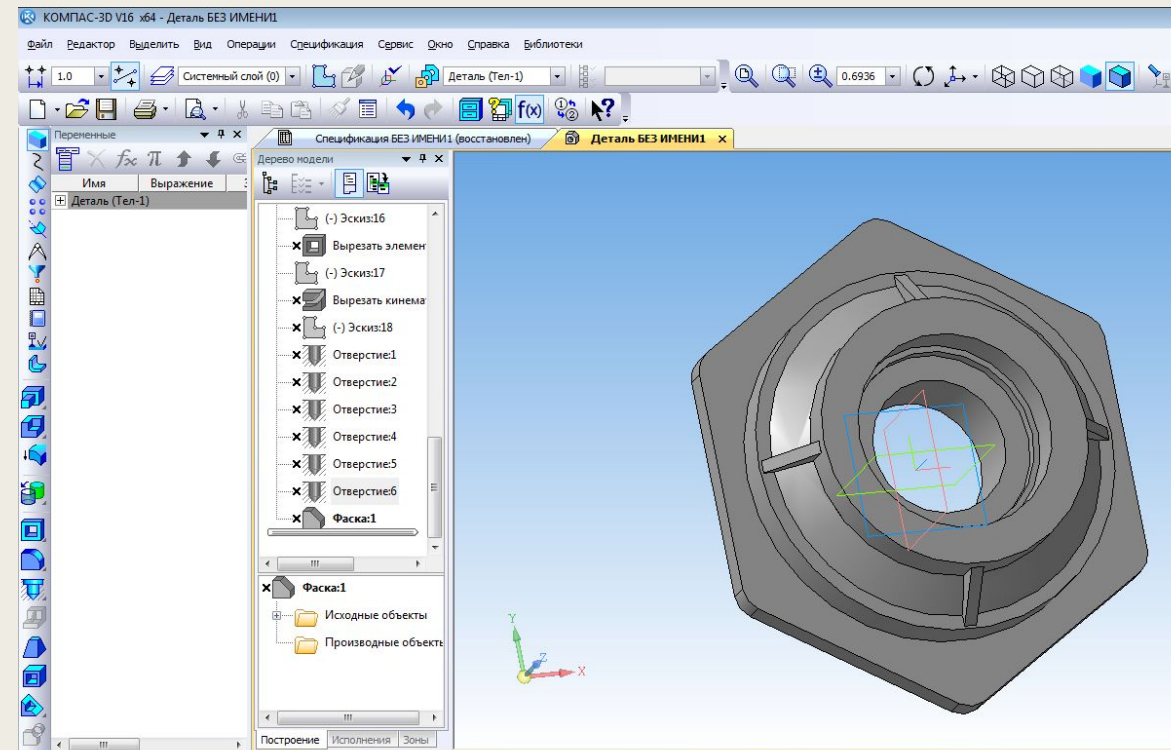 КОМПАС-3D V16 x64 - Деталь БЕЗ ИМЕНИ1
Файл Редактор Выделить Вид Операции Спецификация Сервис Окно Справка Библиотеки
1.0 Системный слой (0) Деталь (Тел-1) 0.6936
f(x)
Переменные
Спецификация БЕЗ ИМЕНИ1 (восстановлен) Деталь БЕЗ ИМЕНИ1
Дерево модели
Имя Выражение
Деталь (Тел-1)
(-) Эскиз:16
Вырезать элемен
(-) Эскиз:17
Вырезать кинема
(-) Эскиз:18
Отверстие:1
Отверстие:2
Отверстие:3
Отверстие:4
Отверстие:5
Отверстие:6
Фаска:1
Фаска:1
Исходные объекты
Производные объекть
Y
Z
X
Построение Исполнения Зоны